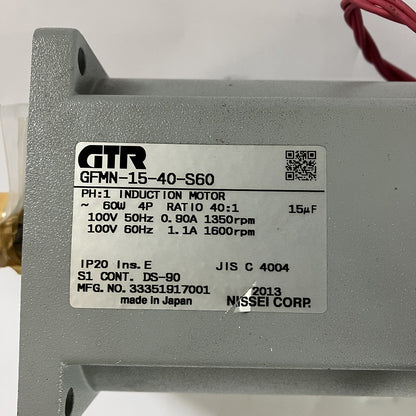 GTR
GFMN-15-40-S60
PH:1 INDUCTION MOTOR
~ 60W 4P RATIO 40:1 15µF
100V 50Hz 0.90A 1350rpm
100V 60Hz 1.1A 1600rpm
IP20 Ins.E JIS C 4004
S1 CONT. DS-90
MFG.NO.33351917001 2013
made in Japan NISSEI CORP.